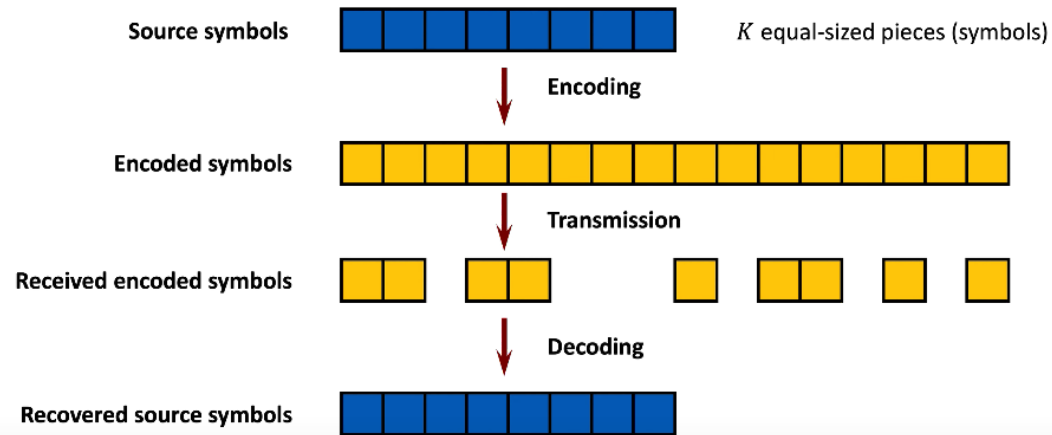 Source symbols
K equal-sized pieces (symbols)
Encoding
Encoded symbols
Transmission
Received encoded symbols
Decoding
Recovered source symbols